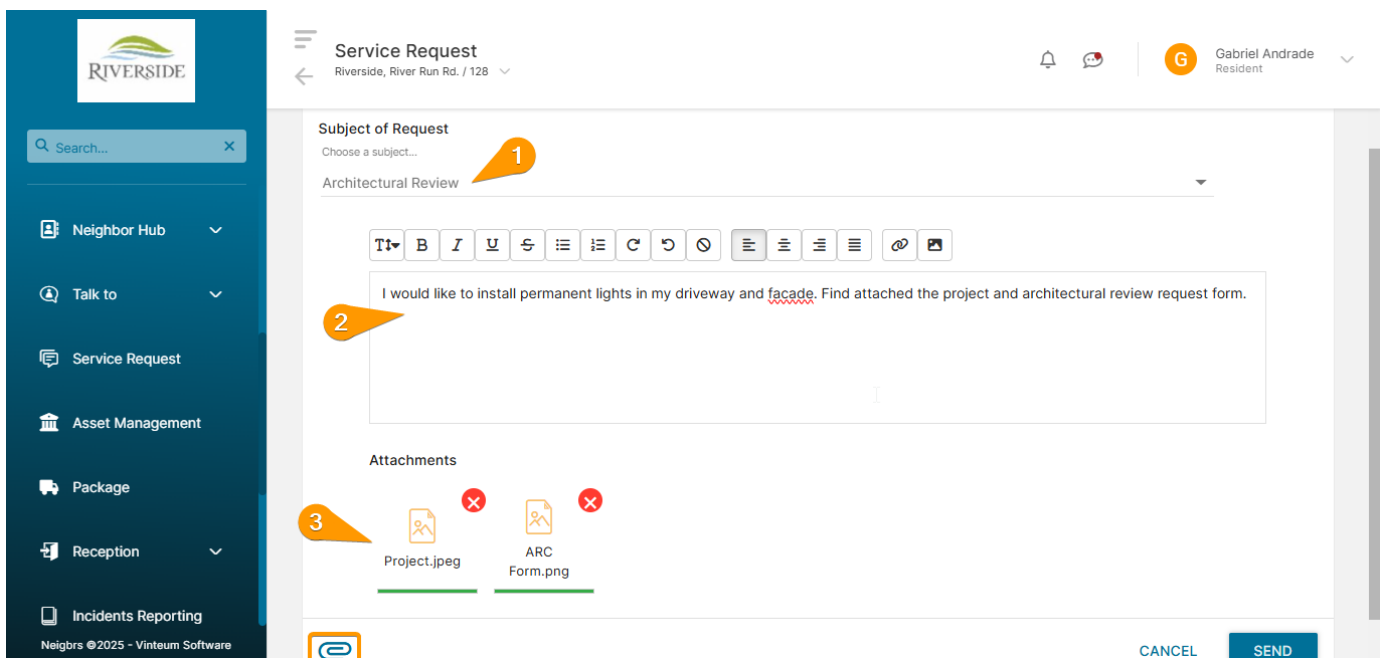 RIVERSIDE
Search...
Neighbor Hub
Talk to
Service Request
Asset Management
Package
Reception
Incidents Reporting
Neigbrs ©2025 - Vinteum Software
Service Request
Riverside, River Run Rd. / 128
G
Gabriel Andrade
Resident
Subject of Request
Choose a subject...
1
Architectural Review
I would like to install permanent lights in my driveway and façade. Find attached the project and architectural review request form.
2
Attachments
3
Project.jpeg
ARC
Form.png
CANCEL
SEND